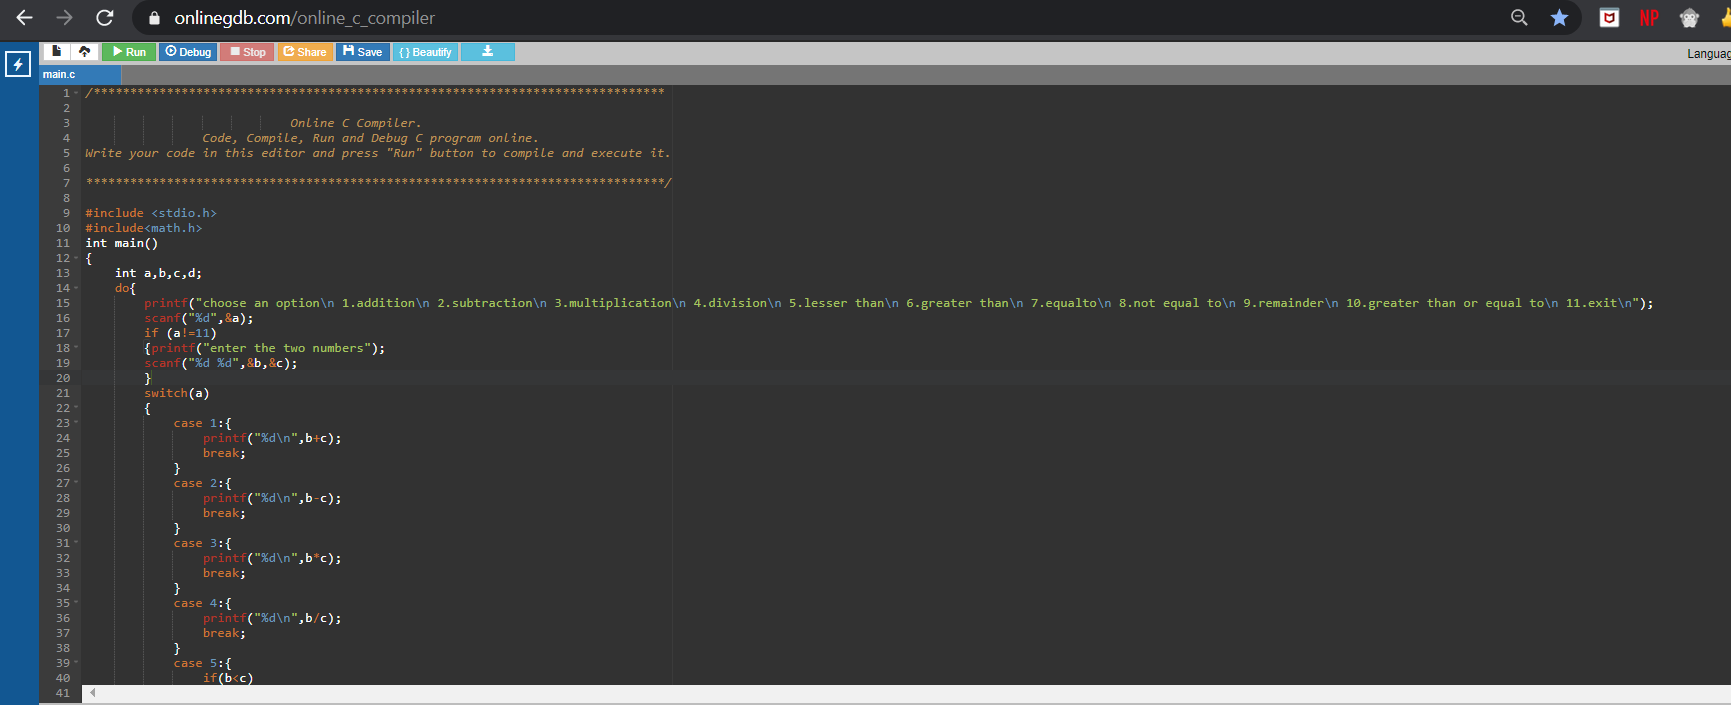 onlinegdb.com/online_c_compiler
NP
Run Debug Stop Share Save {} Beautify
Languag
main.c
1 /******************************************************************************
2
3 Online C Compiler.
4 Code, Compile, Run and Debug C program online.
5 Write your code in this editor and press "Run" button to compile and execute it.
6
7 *******************************************************************************/
8
9 #include <stdio.h>
10 #include<math.h>
11 int main()
12 {
13 int a,b,c,d;
14 do{
15 printf("choose an option\n 1.addition\n 2.subtraction\n 3.multiplication\n 4.division\n 5.lesser than\n 6.greater than\n 7.equalto\n 8.not equal to\n 9.remainder\n 10.greater than or equal to\n 11.exit\n");
16 scanf("%d",&a);
17 if (a!=11)
18 {printf("enter the two numbers");
19 scanf("%d %d",&b,&c);
20 }
21 switch(a)
22 {
23 case 1:{
24 printf("%d\n",b+c);
25 break;
26 }
27 case 2:{
28 printf("%d\n",b-c);
29 break;
30 }
31 case 3:{
32 printf("%d\n",b*c);
33 break;
34 }
35 case 4:{
36 printf("%d\n",b/c);
37 break;
38 }
39 case 5:{
40 if(b<c)
41